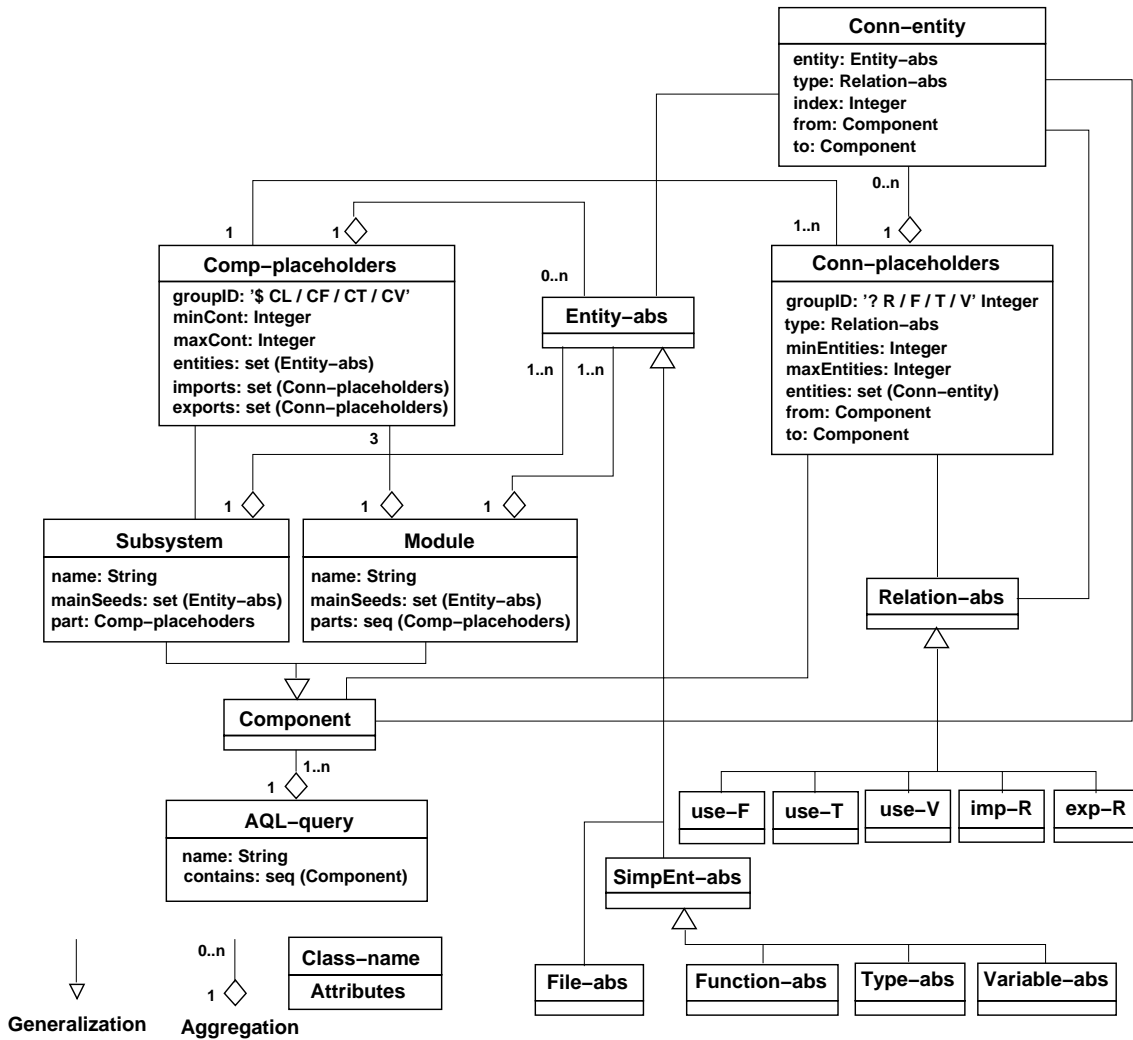 Conn−entity
entity: Entity−abs
type: Relation−abs
index: Integer
from: Component
to: Component
0..n
1
1
1
1..n
Comp−placeholders
groupID: '$ CL / CF / CT / CV'
minCont: Integer
maxCont: Integer
entities: set (Entity−abs)
imports: set (Conn−placeholders)
exports: set (Conn−placeholders)
0..n
Entity−abs
1..n
1..n
Conn−placeholders
groupID: '? R / F / T / V' Integer
type: Relation−abs
minEntities: Integer
maxEntities: Integer
entities: set (Conn−entity)
from: Component
to: Component
3
1
1
1
Subsystem
name: String
mainSeeds: set (Entity−abs)
part: Comp−placehoders
Module
name: String
mainSeeds: set (Entity−abs)
parts: seq (Comp−placehoders)
Relation−abs
Component
1..n
1
AQL−query
name: String
contains: seq (Component)
use−F
use−T
use−V
imp−R
exp−R
SimpEnt−abs
File−abs
Function−abs
Type−abs
Variable−abs
Generalization
0..n
1
Aggregation
Class−name
Attributes